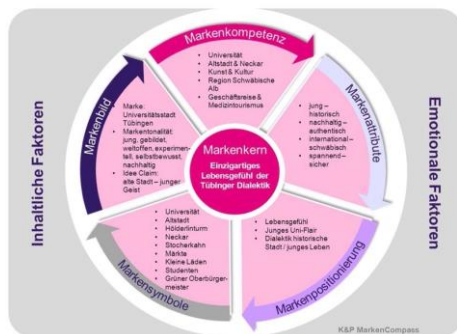 Markenkompetenz
• Universität
• Altstadt & Neckar
• Kunst & Kultur
• Region Schwäbische
Alb
• Geschäftsreise &
Medizintourismus
Markenattribute
• jung –
historisch
• nachhaltig –
authentisch
• international –
schwäbisch
• spannend –
sicher
Markenpositionierung
• Lebensgefühl
• Junges Uni-Flair
• Dialektik historische
Stadt / junges Leben
Markensymbole
• Universität
• Altstadt
• Hölderlinturm
• Neckar
• Stocherkahn
• Märkte
• Kleine Läden
• Studenten
• Grüner Oberbürger-
meister
Markenbild
• Marke:
Universitätsstadt
Tübingen
• Markentonalität:
jung, gebildet,
weltoffen, experimen-
tell, selbstbewusst,
nachhaltig
• Idee Claim:
alte Stadt – junger
Geist
Markenkern
Einzigartiges
Lebensgefühl der
Tübinger Dialektik
Inhaltliche Faktoren
Emotionale Faktoren
K&P MarkenCompass